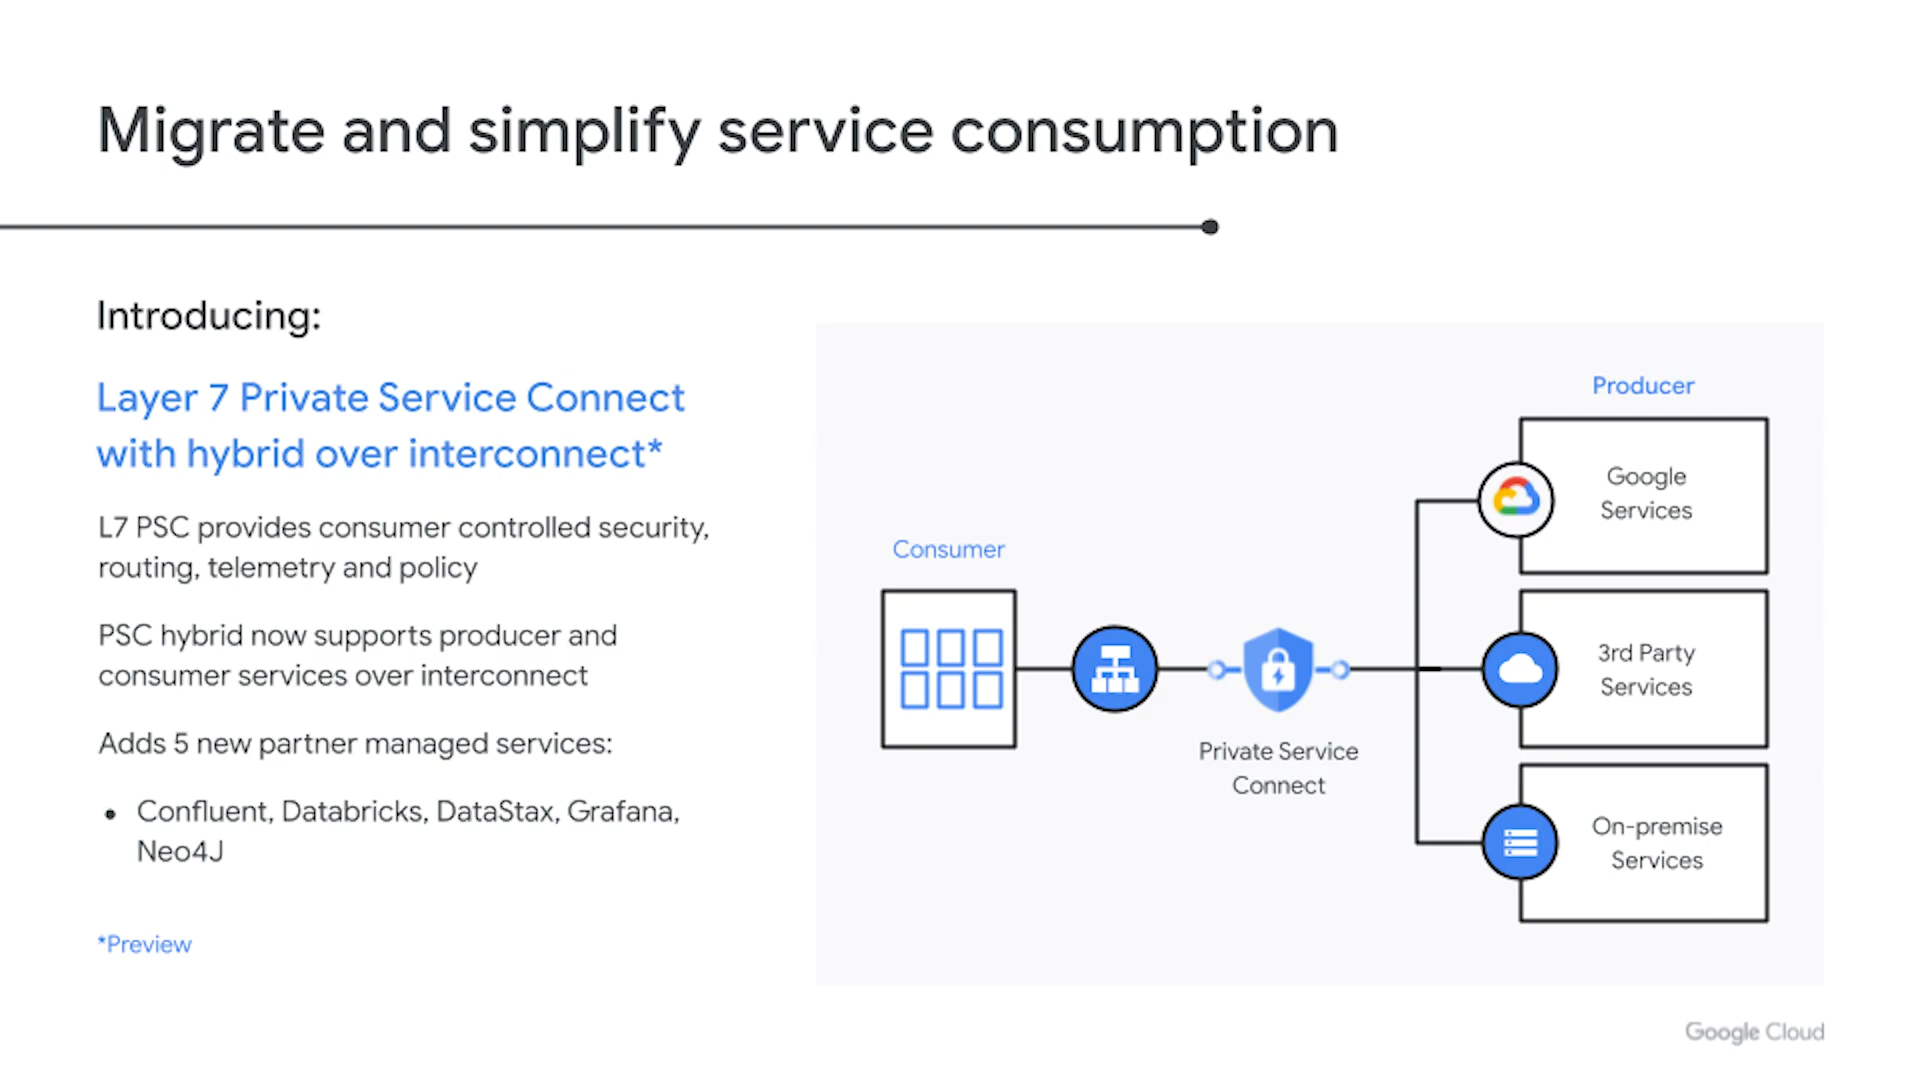 Migrate and simplify service consumption
Introducing:
Layer 7 Private Service Connect
with hybrid over interconnect*
L7 PSC provides consumer controlled security,
routing, telemetry and policy
PSC hybrid now supports producer and
consumer services over interconnect
Adds 5 new partner managed services:
• Confluent, Databricks, DataStax, Grafana,
Neo4J
*Preview
Consumer
Private Service
Connect
Producer
Google
Services
3rd Party
Services
On-premise
Services
Google Cloud